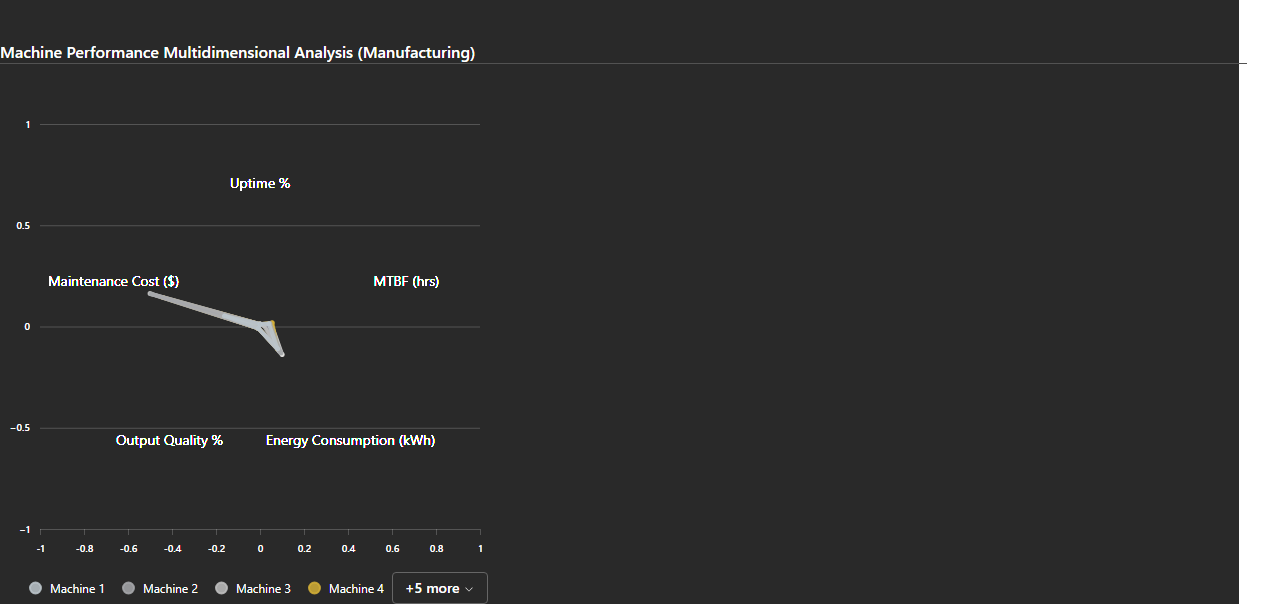 Machine Performance Multidimensional Analysis (Manufacturing)
1
Uptime %
0.5
Maintenance Cost ($)
MTBF (hrs)
0
−0.5
Output Quality %
Energy Consumption (kWh)
−1
-1 -0.8 -0.6 -0.4 -0.2 0 0.2 0.4 0.6 0.8 1
Machine 1 Machine 2 Machine 3 Machine 4 +5 more